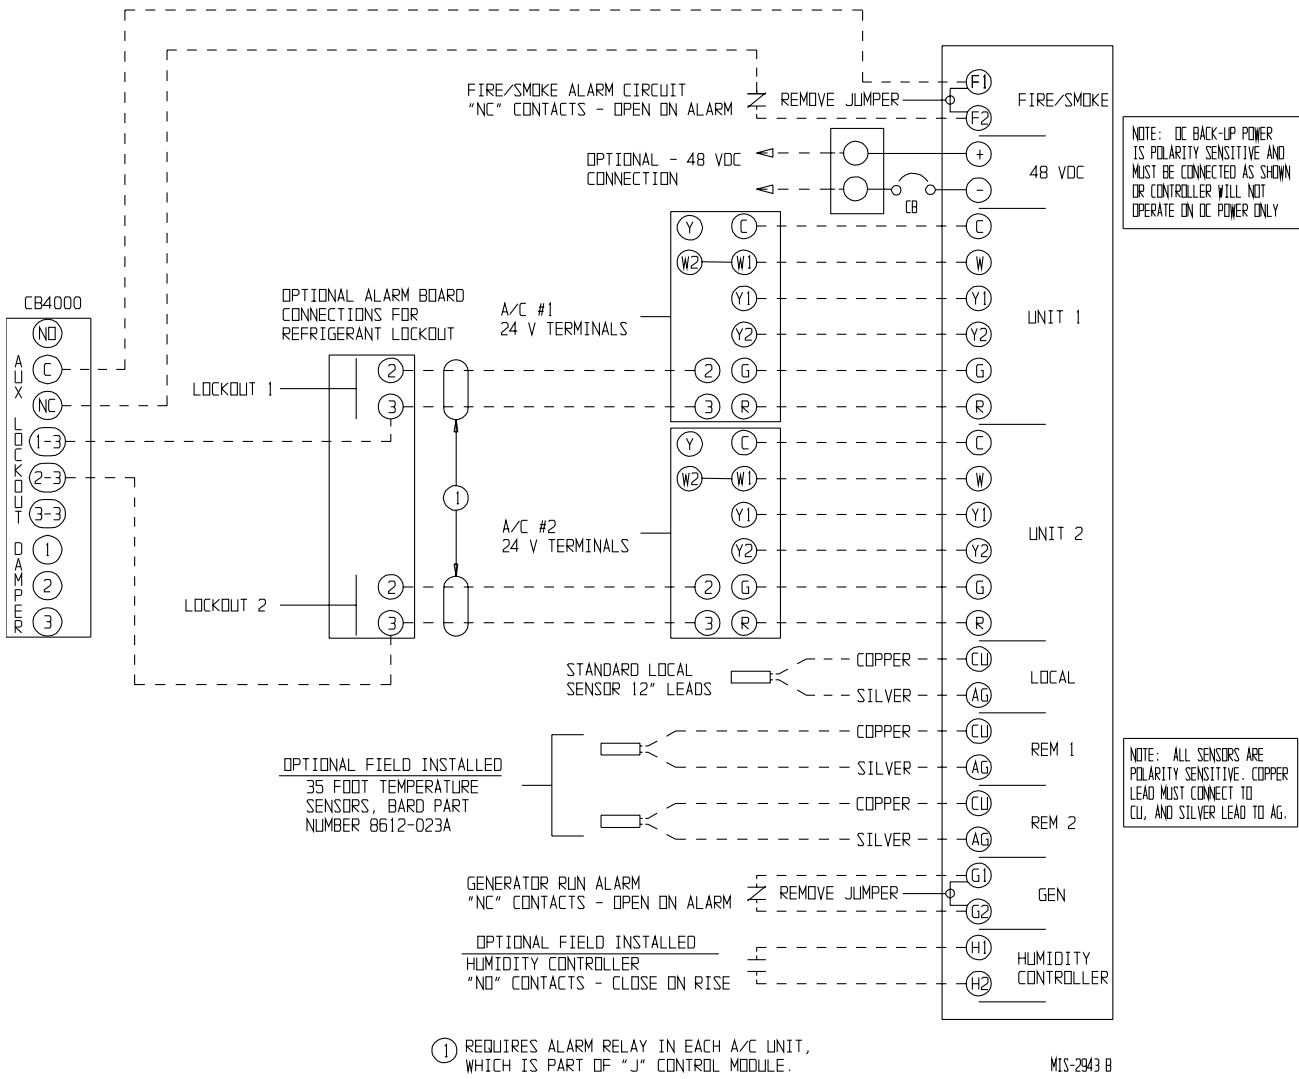 FIRE/SMOKE ALARM CIRCUIT
"NC" CONTACTS - OPEN ON ALARM
REMOVE JUMPER
F1
F2
FIRE/SMOKE
OPTIONAL - 48 VDC
CONNECTION
CB
+
-
48 VDC
NOTE: DC BACK-UP POWER
IS POLARITY SENSITIVE AND
MUST BE CONNECTED AS SHOWN
OR CONTROLLER WILL NOT
OPERATE ON DC POWER ONLY
CB4000
NO
C
NC
1-3
2-3
3-3
1
2
3
AUX LOCKOUT DAMPER
OPTIONAL ALARM BOARD
CONNECTIONS FOR
REFRIGERANT LOCKOUT
LOCKOUT 1
2
3
LOCKOUT 2
2
3
1
A/C #1
24 V TERMINALS
Y C
W2 W1
Y1
Y2
2 G
3 R
C
W
Y1
Y2
G
R
UNIT 1
A/C #2
24 V TERMINALS
Y C
W2 W1
Y1
Y2
2 G
3 R
C
W
Y1
Y2
G
R
UNIT 2
STANDARD LOCAL
SENSOR 12" LEADS
COPPER CU
SILVER AG
LOCAL
OPTIONAL FIELD INSTALLED
35 FOOT TEMPERATURE
SENSORS, BARD PART
NUMBER 8612-023A
COPPER CU
SILVER AG
REM 1
COPPER CU
SILVER AG
REM 2
NOTE: ALL SENSORS ARE
POLARITY SENSITIVE. COPPER
LEAD MUST CONNECT TO
CU, AND SILVER LEAD TO AG.
GENERATOR RUN ALARM
"NC" CONTACTS - OPEN ON ALARM
REMOVE JUMPER
G1
G2
GEN
OPTIONAL FIELD INSTALLED
HUMIDITY CONTROLLER
"NO" CONTACTS - CLOSE ON RISE
H1
H2
HUMIDITY
CONTROLLER
1 REQUIRES ALARM RELAY IN EACH A/C UNIT,
WHICH IS PART OF "J" CONTROL MODULE.
MIS-2943 B